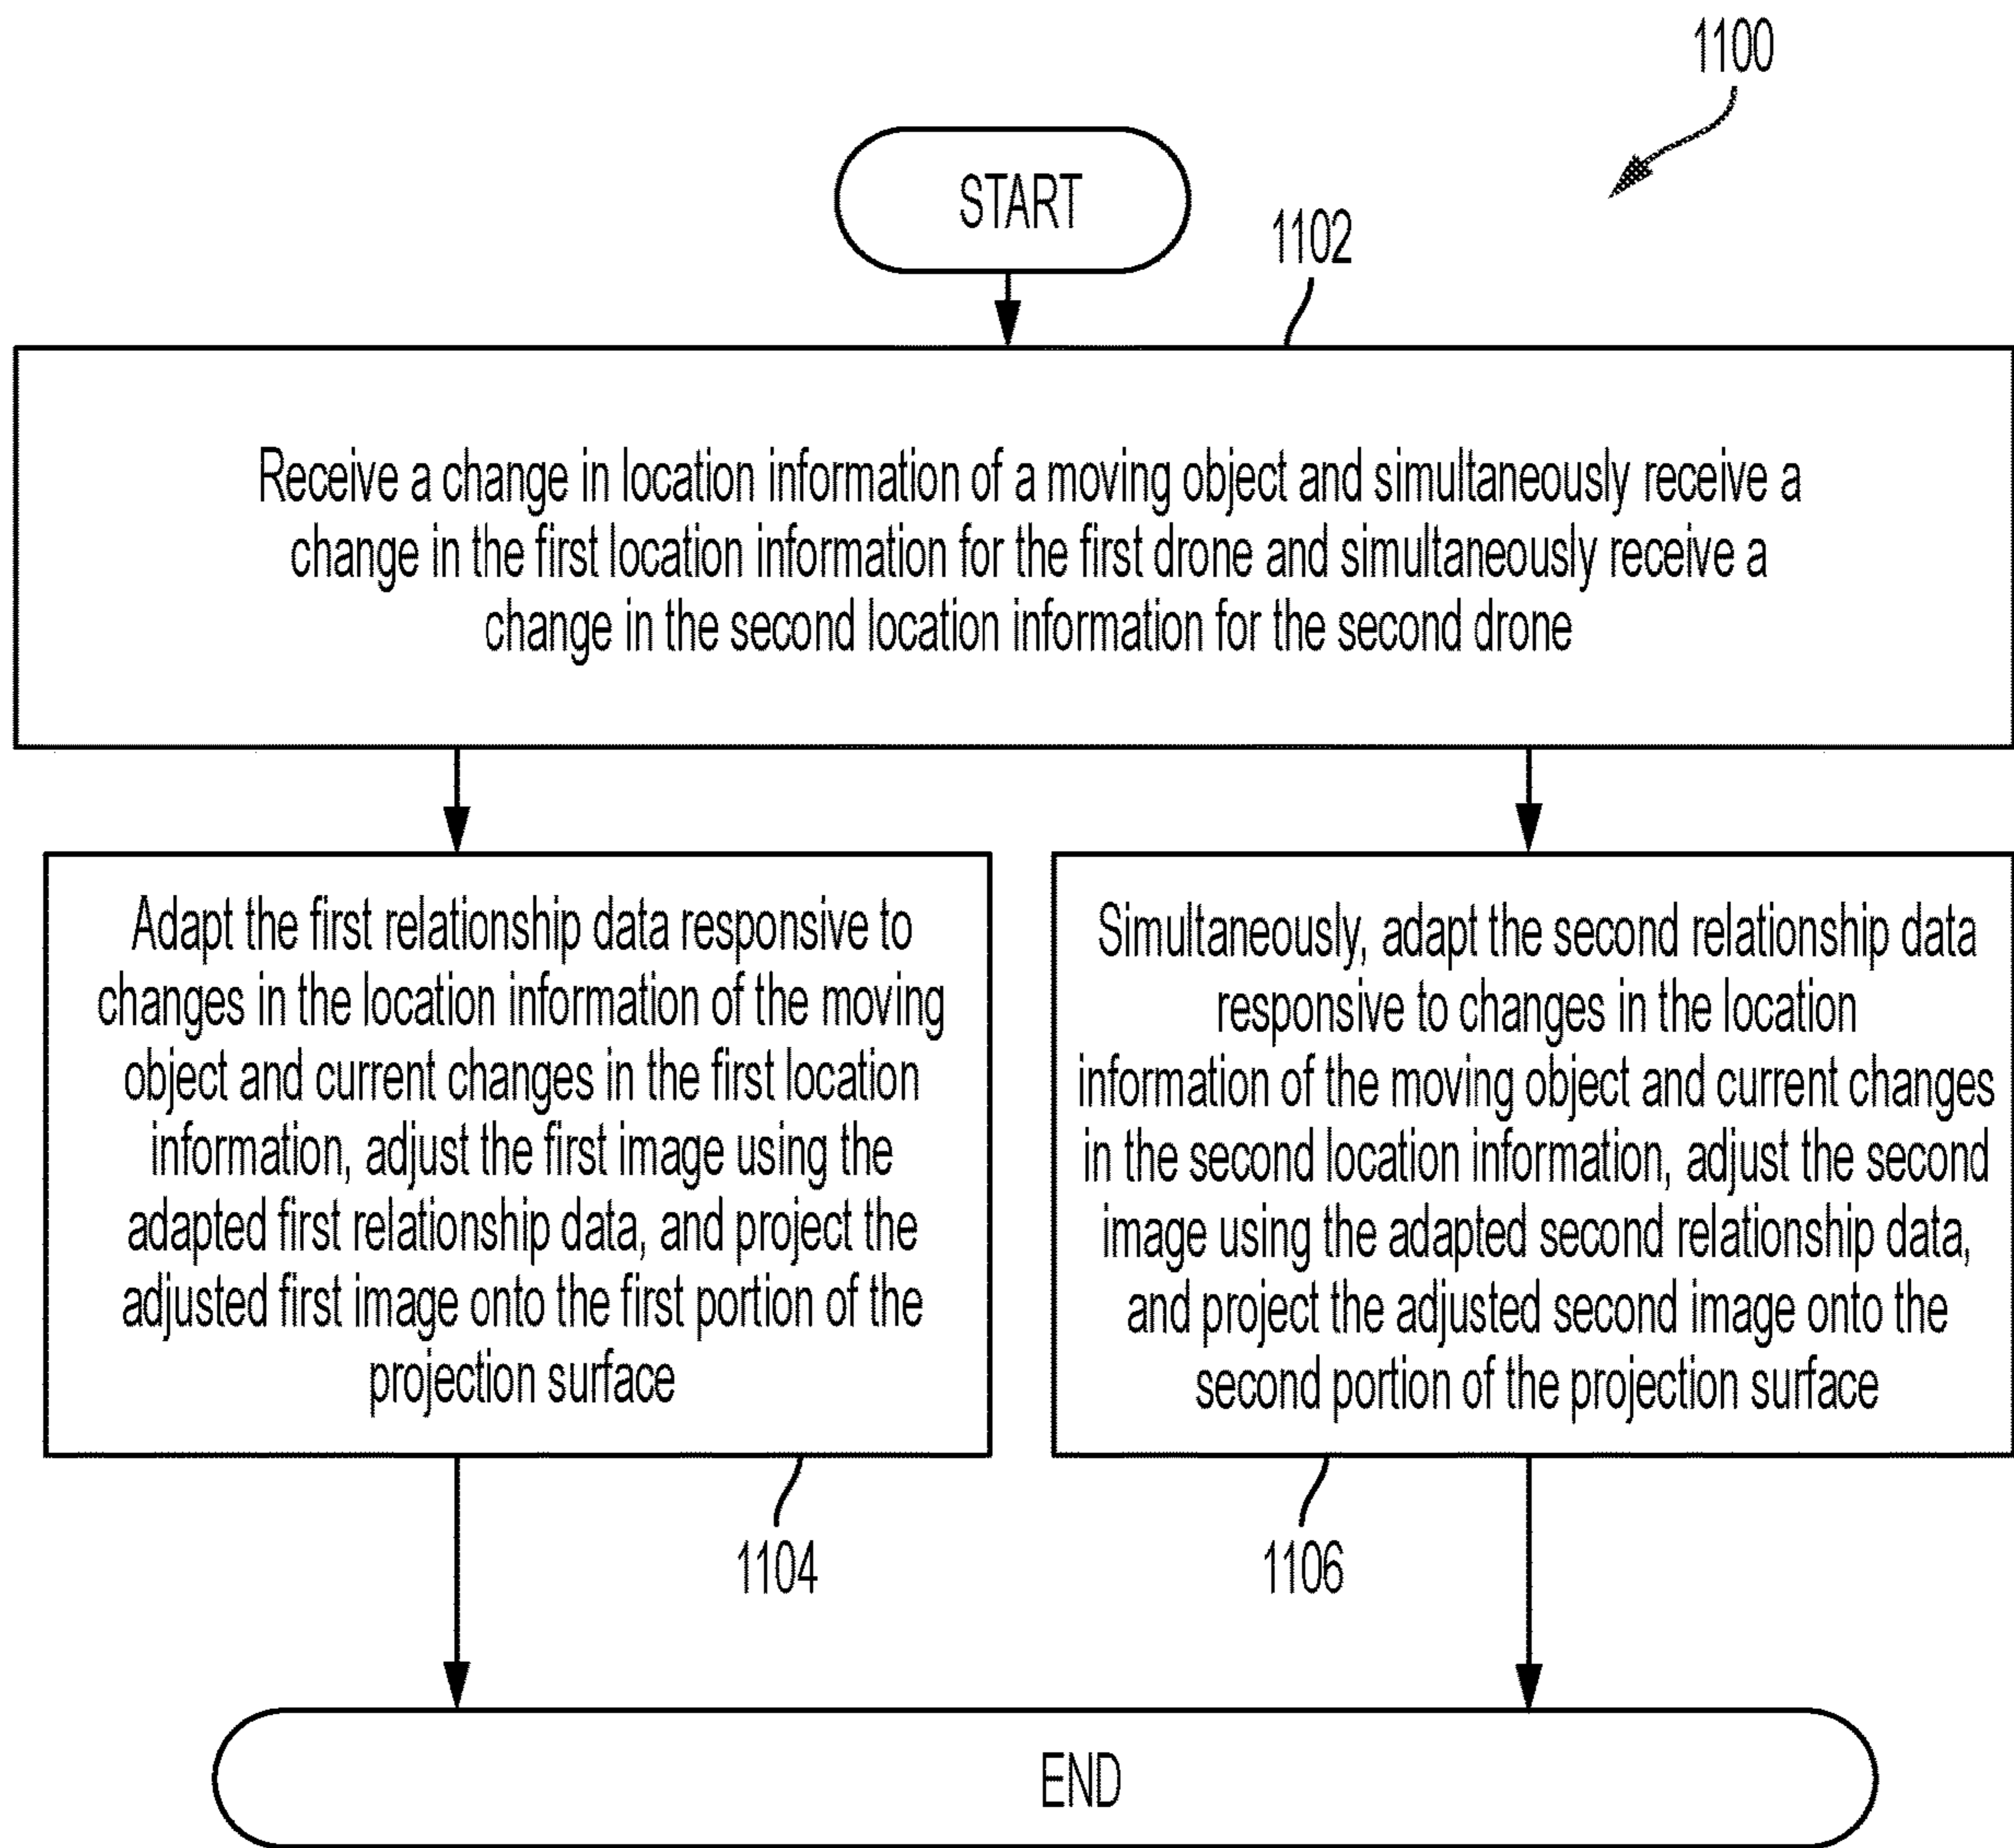 1100
START
1102
Receive a change in location information of a moving object and simultaneously receive a
change in the first location information for the first drone and simultaneously receive a
change in the second location information for the second drone
Adapt the first relationship data responsive to
changes in the location information of the moving
object and current changes in the first location
information, adjust the first image using the
adapted first relationship data, and project the
adjusted first image onto the first portion of the
projection surface
1104
Simultaneously, adapt the second relationship data
responsive to changes in the location
information of the moving object and current changes
in the second location information, adjust the second
image using the adapted second relationship data,
and project the adjusted second image onto the
second portion of the projection surface
1106
END